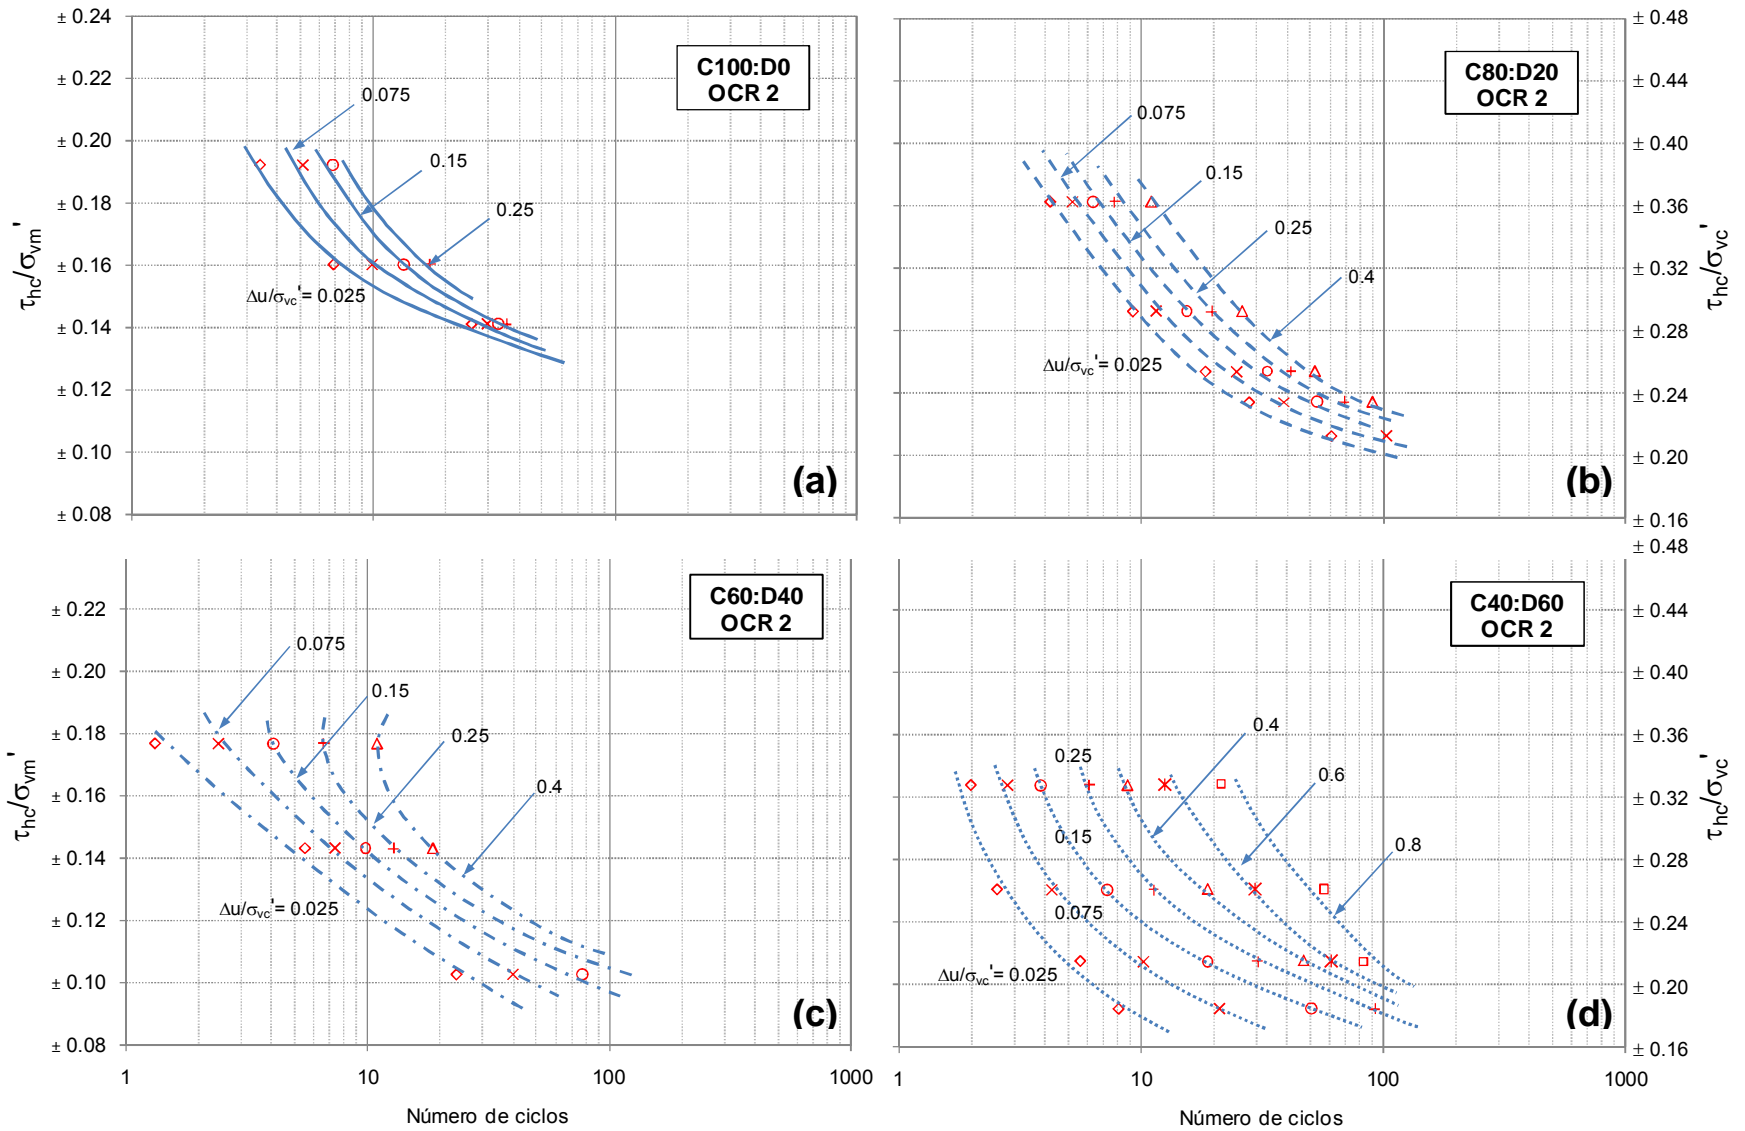 ± 0.24
± 0.22
± 0.20
± 0.18
± 0.16
± 0.14
± 0.12
± 0.10
± 0.08
τhc/σvm'
C100:D0
OCR 2
0.075
0.15
0.25
Δu/σvc'= 0.025
(a)
± 0.48
± 0.44
± 0.40
± 0.36
± 0.32
± 0.28
± 0.24
± 0.20
± 0.16
τhc/σvc'
C80:D20
OCR 2
0.075
0.15
0.25
0.4
Δu/σvc'= 0.025
(b)
± 0.22
± 0.20
± 0.18
± 0.16
± 0.14
± 0.12
± 0.10
± 0.08
τhc/σvm'
C60:D40
OCR 2
0.075
0.15
0.25
0.4
Δu/σvc'= 0.025
(c)
1
10
100
1000
Número de ciclos
± 0.48
± 0.44
± 0.40
± 0.36
± 0.32
± 0.28
± 0.24
± 0.20
± 0.16
τhc/σvc'
C40:D60
OCR 2
0.4
0.25
0.6
0.15
0.8
0.075
Δu/σvc'= 0.025
(d)
1
10
100
1000
Número de ciclos